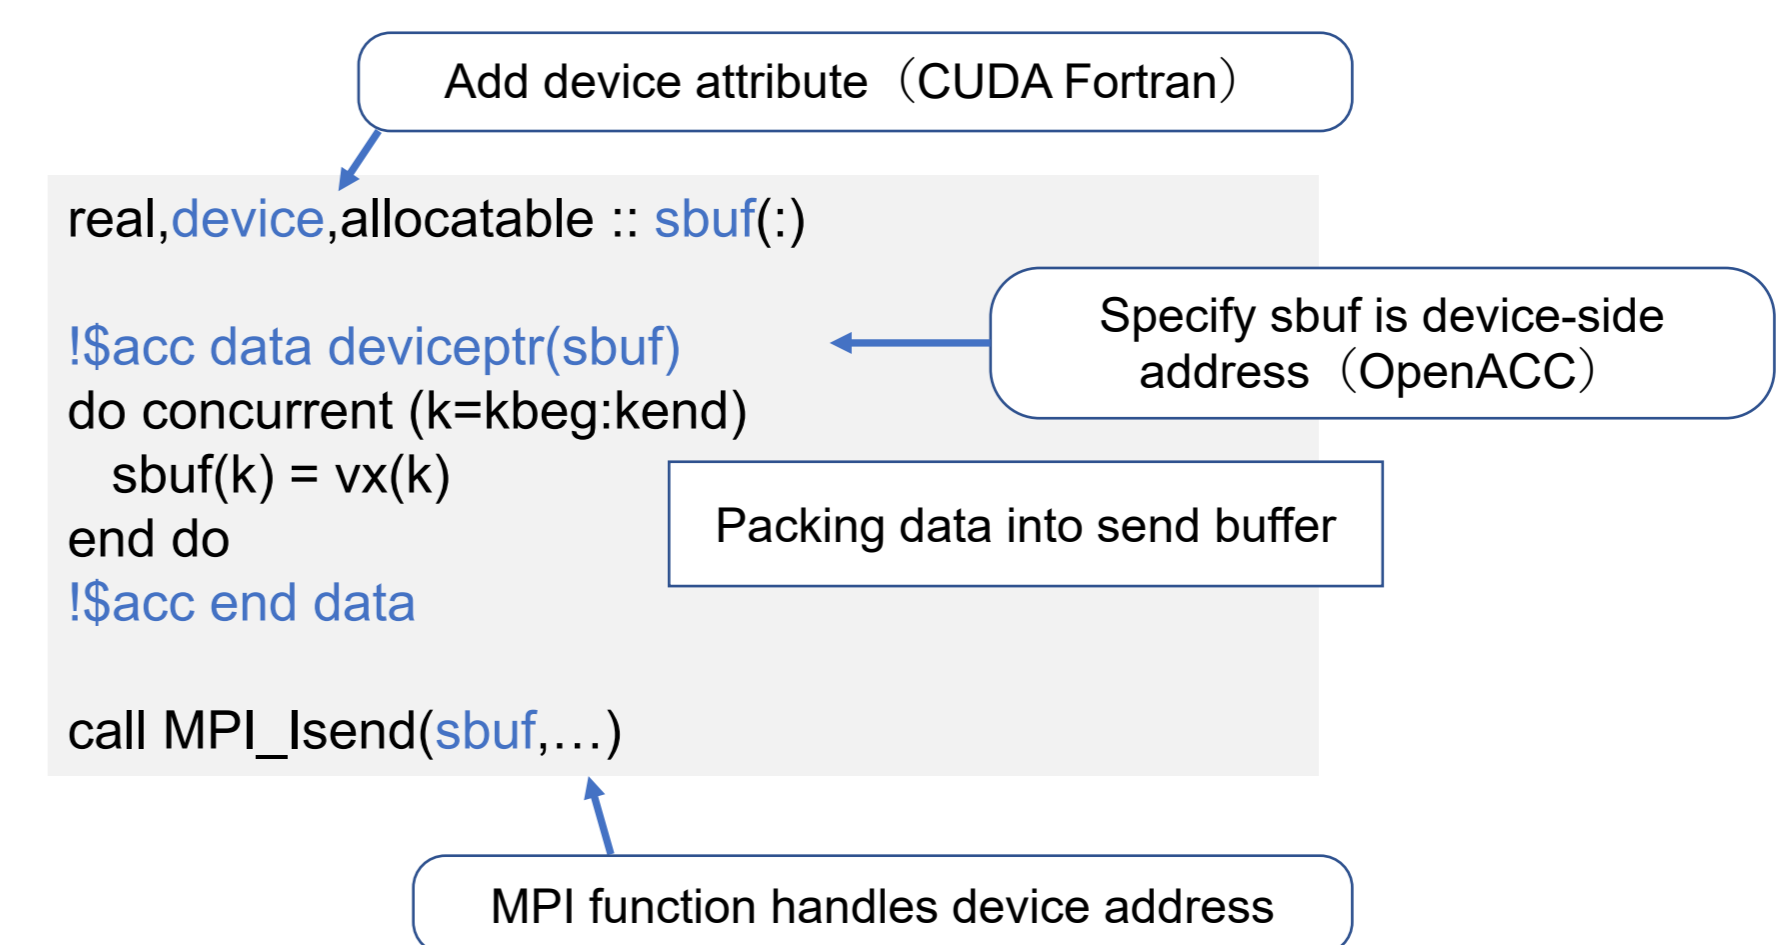 Add device attribute（CUDA Fortran）
real,device,allocatable :: sbuf(:)
!$acc data deviceptr(sbuf)
Specify sbuf is device-side
address（OpenACC）
do concurrent (k=kbeg:kend)
  sbuf(k) = vx(k)
Packing data into send buffer
end do
!$acc end data
call MPI_Isend(sbuf,…)
MPI function handles device address